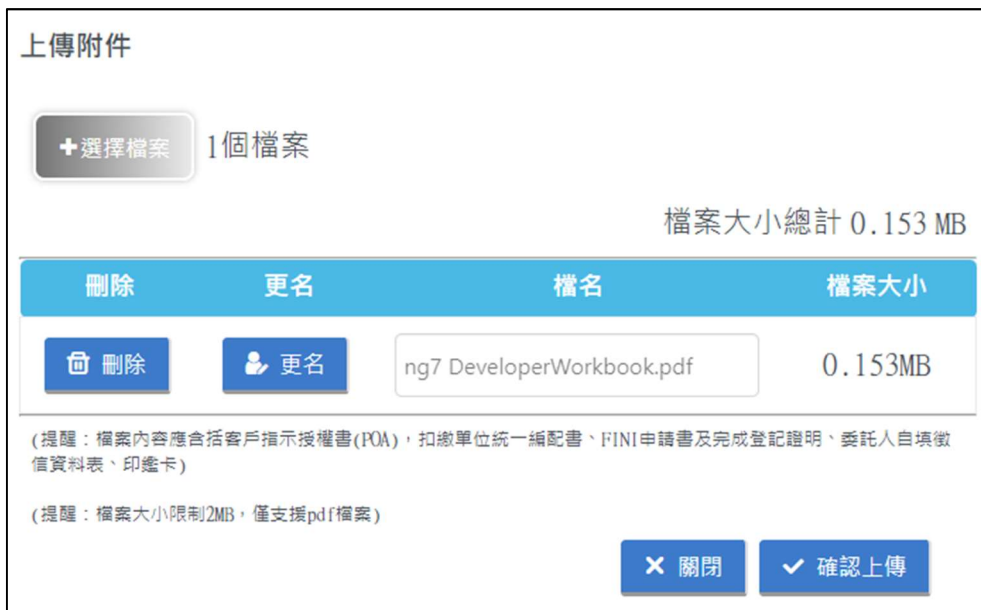 上傳附件
+選擇檔案 1個檔案
檔案大小總計 0.153 MB
刪除 更名 檔名 檔案大小
刪除 更名 ng7 DeveloperWorkbook.pdf 0.153MB
(提醒：檔案內容應含括客戶指示授權書(POA)，扣繳單位統一編配書、FINI申請書及完成登記證明、委託人自填徵
信資料表、印鑑卡)
(提醒：檔案大小限制2MB，僅支援pdf檔案)
關閉 確認上傳